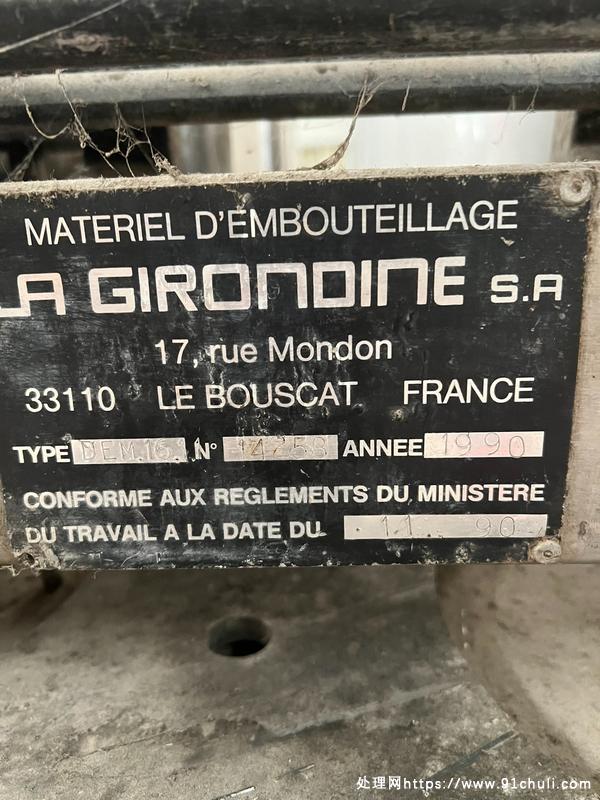 MATERIEL D'EMBOUTEILLAGE
LA GIRONDINE S.A
17, rue Mondon
33110 LE BOUSCAT FRANCE
TYPE DEM.16.1 N° 14258 ANNEE 1990
CONFORME AUX REGLEMENTS DU MINISTERE
DU TRAVAIL A LA DATE DU 11 90
处理网https://www.91chuli.com